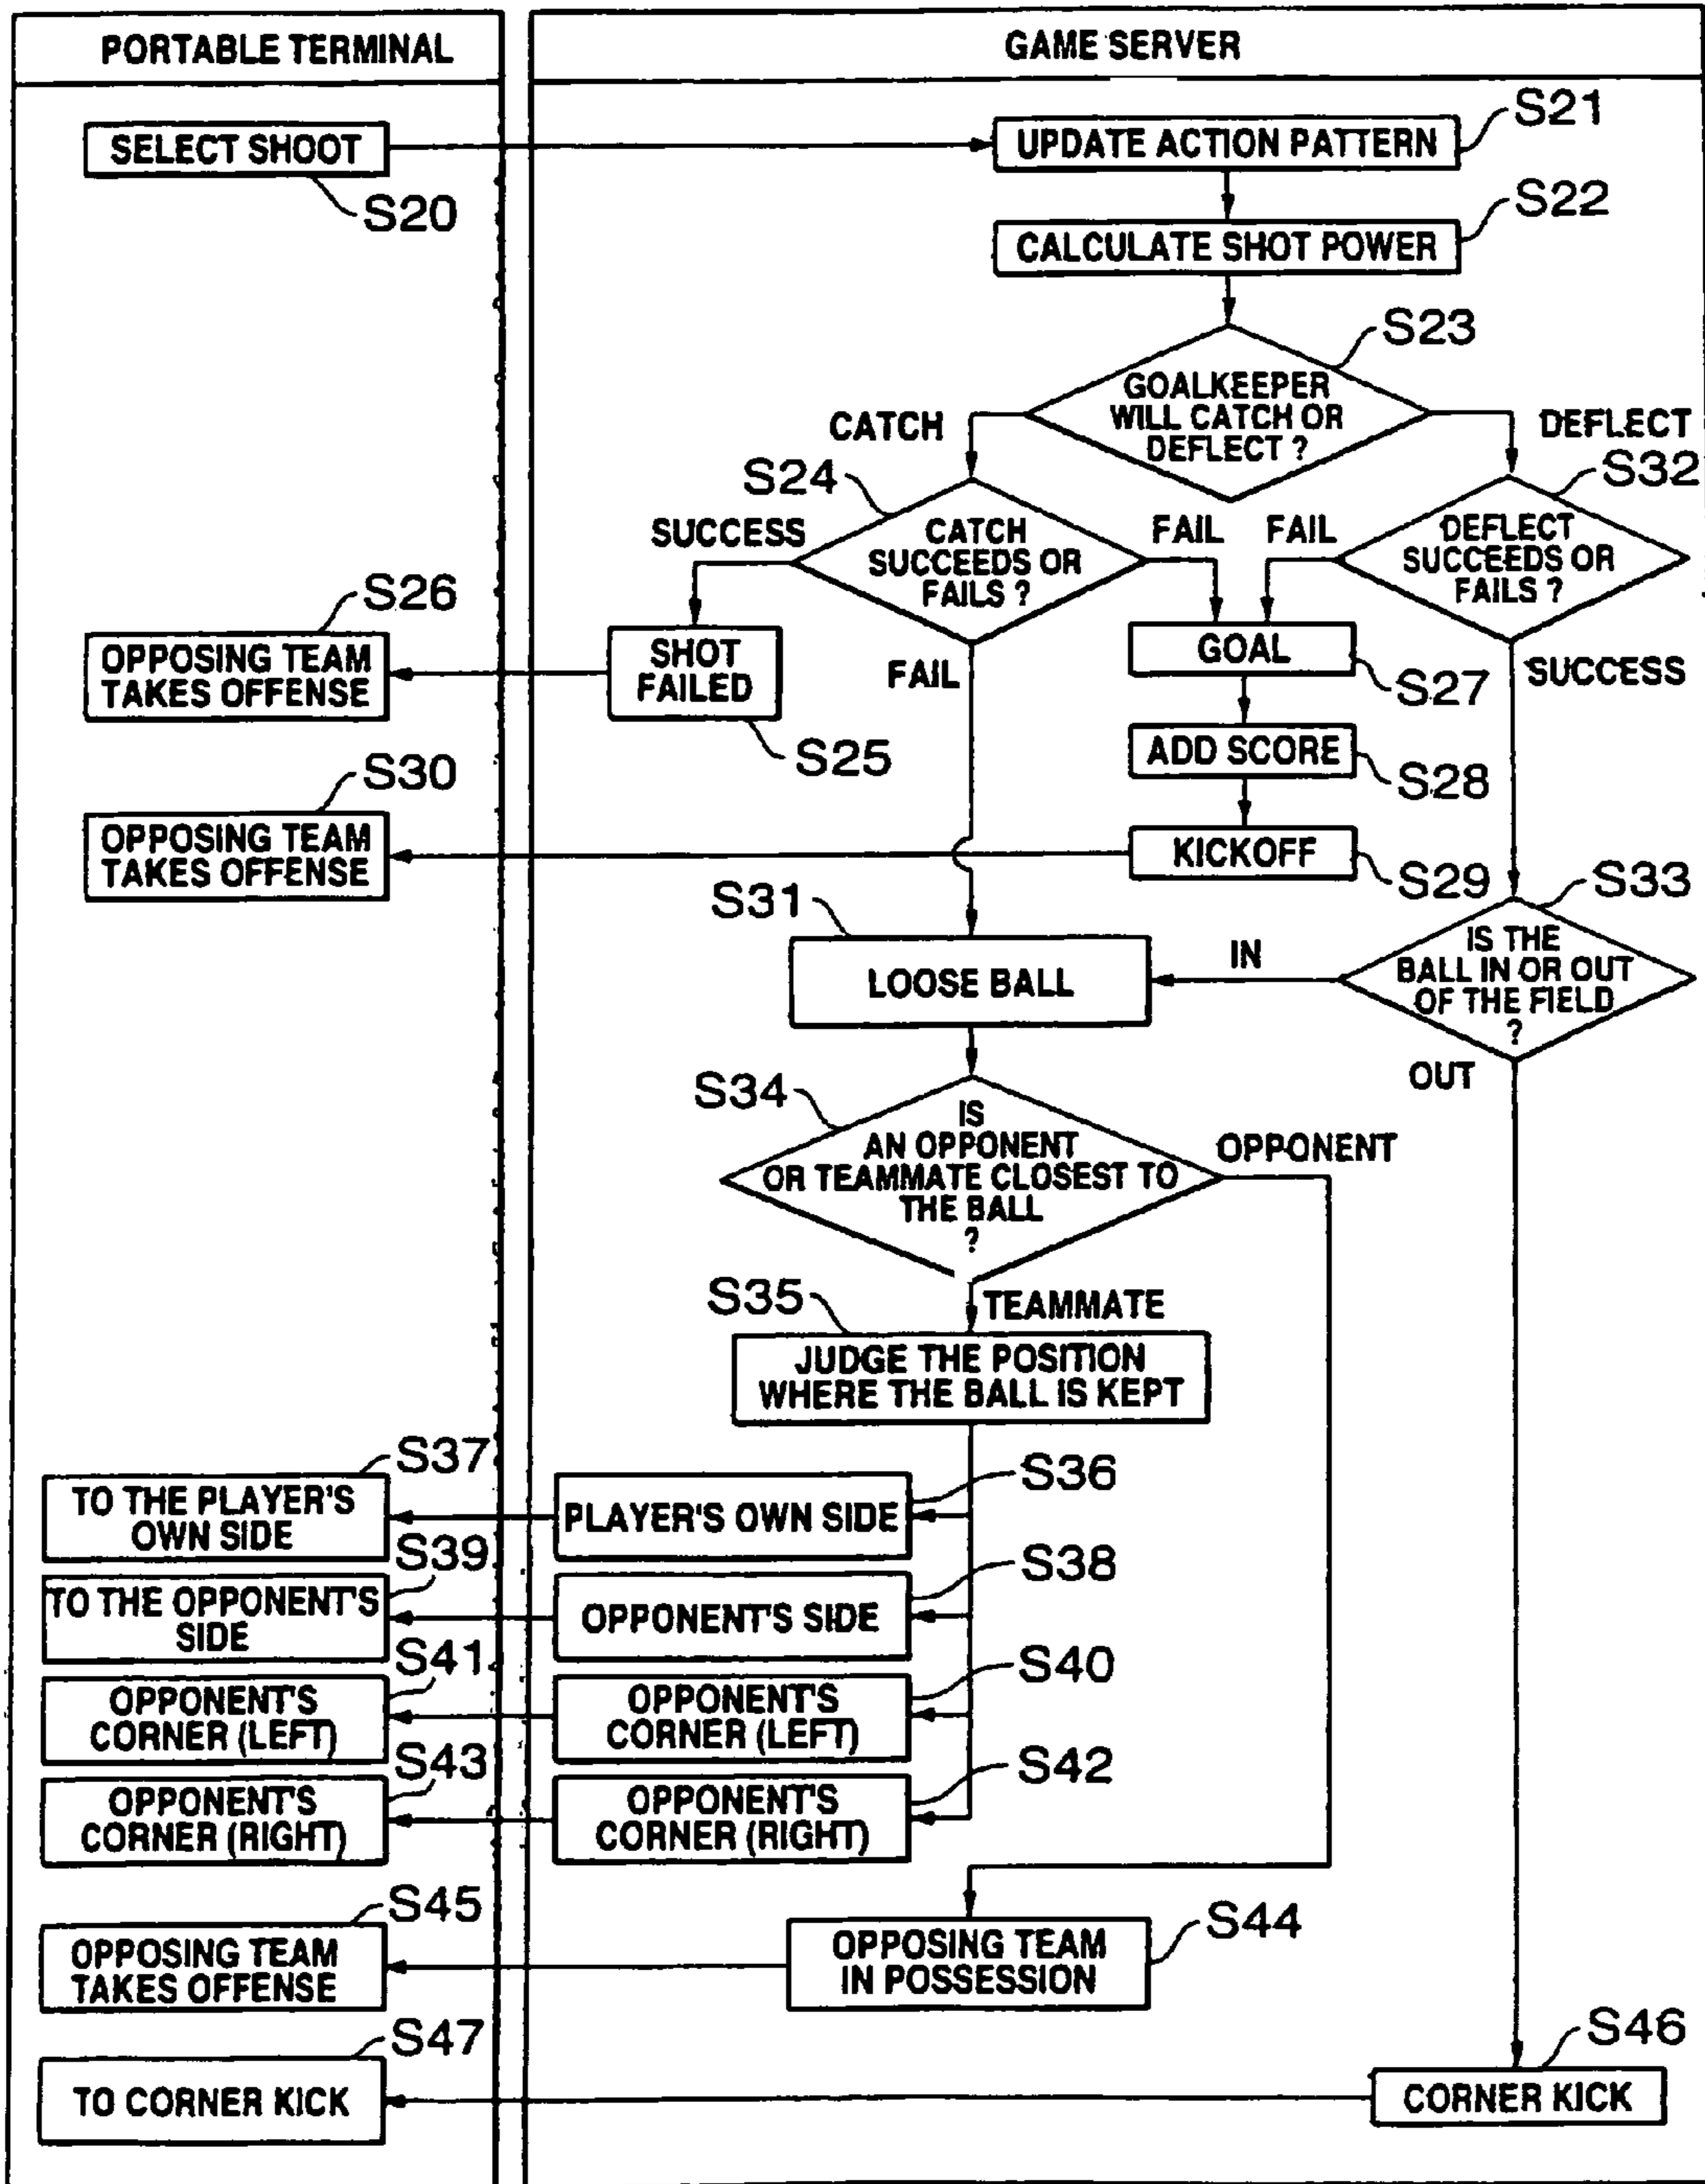 PORTABLE TERMINAL
GAME SERVER
SELECT SHOOT
S20
UPDATE ACTION PATTERN
S21
CALCULATE SHOT POWER
S22
GOALKEEPER
WILL CATCH OR
DEFLECT ?
S23
CATCH
DEFLECT
S24
CATCH
SUCCEEDS OR
FAILS ?
S32
DEFLECT
SUCCEEDS OR
FAILS ?
SUCCESS
FAIL
FAIL
S26
OPPOSING TEAM
TAKES OFFENSE
SHOT
FAILED
S25
FAIL
GOAL
S27
SUCCESS
ADD SCORE
S28
S30
OPPOSING TEAM
TAKES OFFENSE
KICKOFF
S29
S31
LOOSE BALL
IN
S33
IS THE
BALL IN OR OUT
OF THE FIELD
?
OUT
S34
IS
AN OPPONENT
OR TEAMMATE CLOSEST TO
THE BALL
?
OPPONENT
TEAMMATE
S35
JUDGE THE POSITION
WHERE THE BALL IS KEPT
S37
TO THE PLAYER'S
OWN SIDE
PLAYER'S OWN SIDE
S36
S39
TO THE OPPONENT'S
SIDE
OPPONENT'S SIDE
S38
S41
OPPONENT'S
CORNER (LEFT)
OPPONENT'S
CORNER (LEFT)
S40
S43
OPPONENT'S
CORNER (RIGHT)
OPPONENT'S
CORNER (RIGHT)
S42
S45
OPPOSING TEAM
TAKES OFFENSE
OPPOSING TEAM
IN POSSESSION
S44
S47
TO CORNER KICK
CORNER KICK
S46